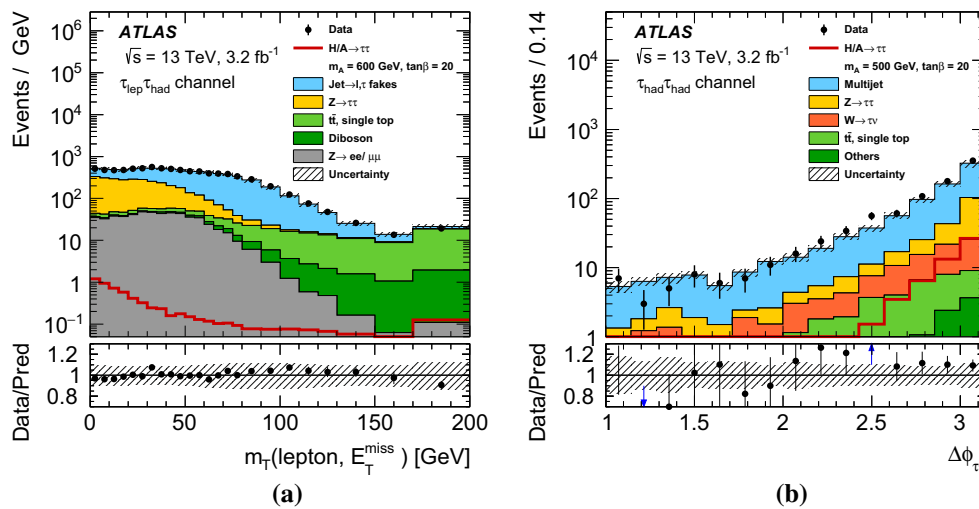 Events / GeV
10⁶
10⁵
10⁴
10³
10²
10
1
10⁻¹
ATLAS
√s = 13 TeV, 3.2 fb⁻¹
τlepτhad channel
Data
H/A→ττ
mA = 600 GeV, tanβ = 20
Jet→l,τ fakes
Z→ττ
tt̄, single top
Diboson
Z→ ee/ μμ
Uncertainty
Data/Pred
1.2
1
0.8
0 50 100 150 200
mT(lepton, ETmiss) [GeV]
(a)
Events / 0.14
10⁴
10³
10²
10
1
ATLAS
√s = 13 TeV, 3.2 fb⁻¹
τhadτhad channel
Data
H/A→ττ
mA = 500 GeV, tanβ = 20
Multijet
Z→ττ
W→τν
tt̄, single top
Others
Uncertainty
Data/Pred
1.2
1
0.8
1 1.5 2 2.5 3
Δϕτ
(b)